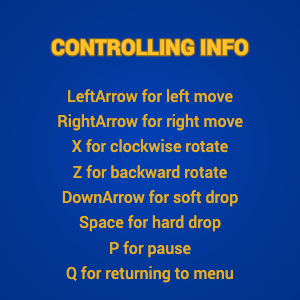 CONTROLLING INFO
LeftArrow for left move
RightArrow for right move
X for clockwise rotate
Z for backward rotate
DownArrow for soft drop
Space for hard drop
P for pause
Q for returning to menu